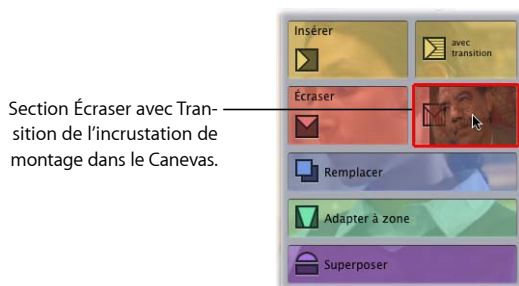 Insérer
avec
transition
Écraser
Section Écraser avec Tran-
sition de l’incrustation de
montage dans le Canevas.
Remplacer
Adapter à zone
Superposer